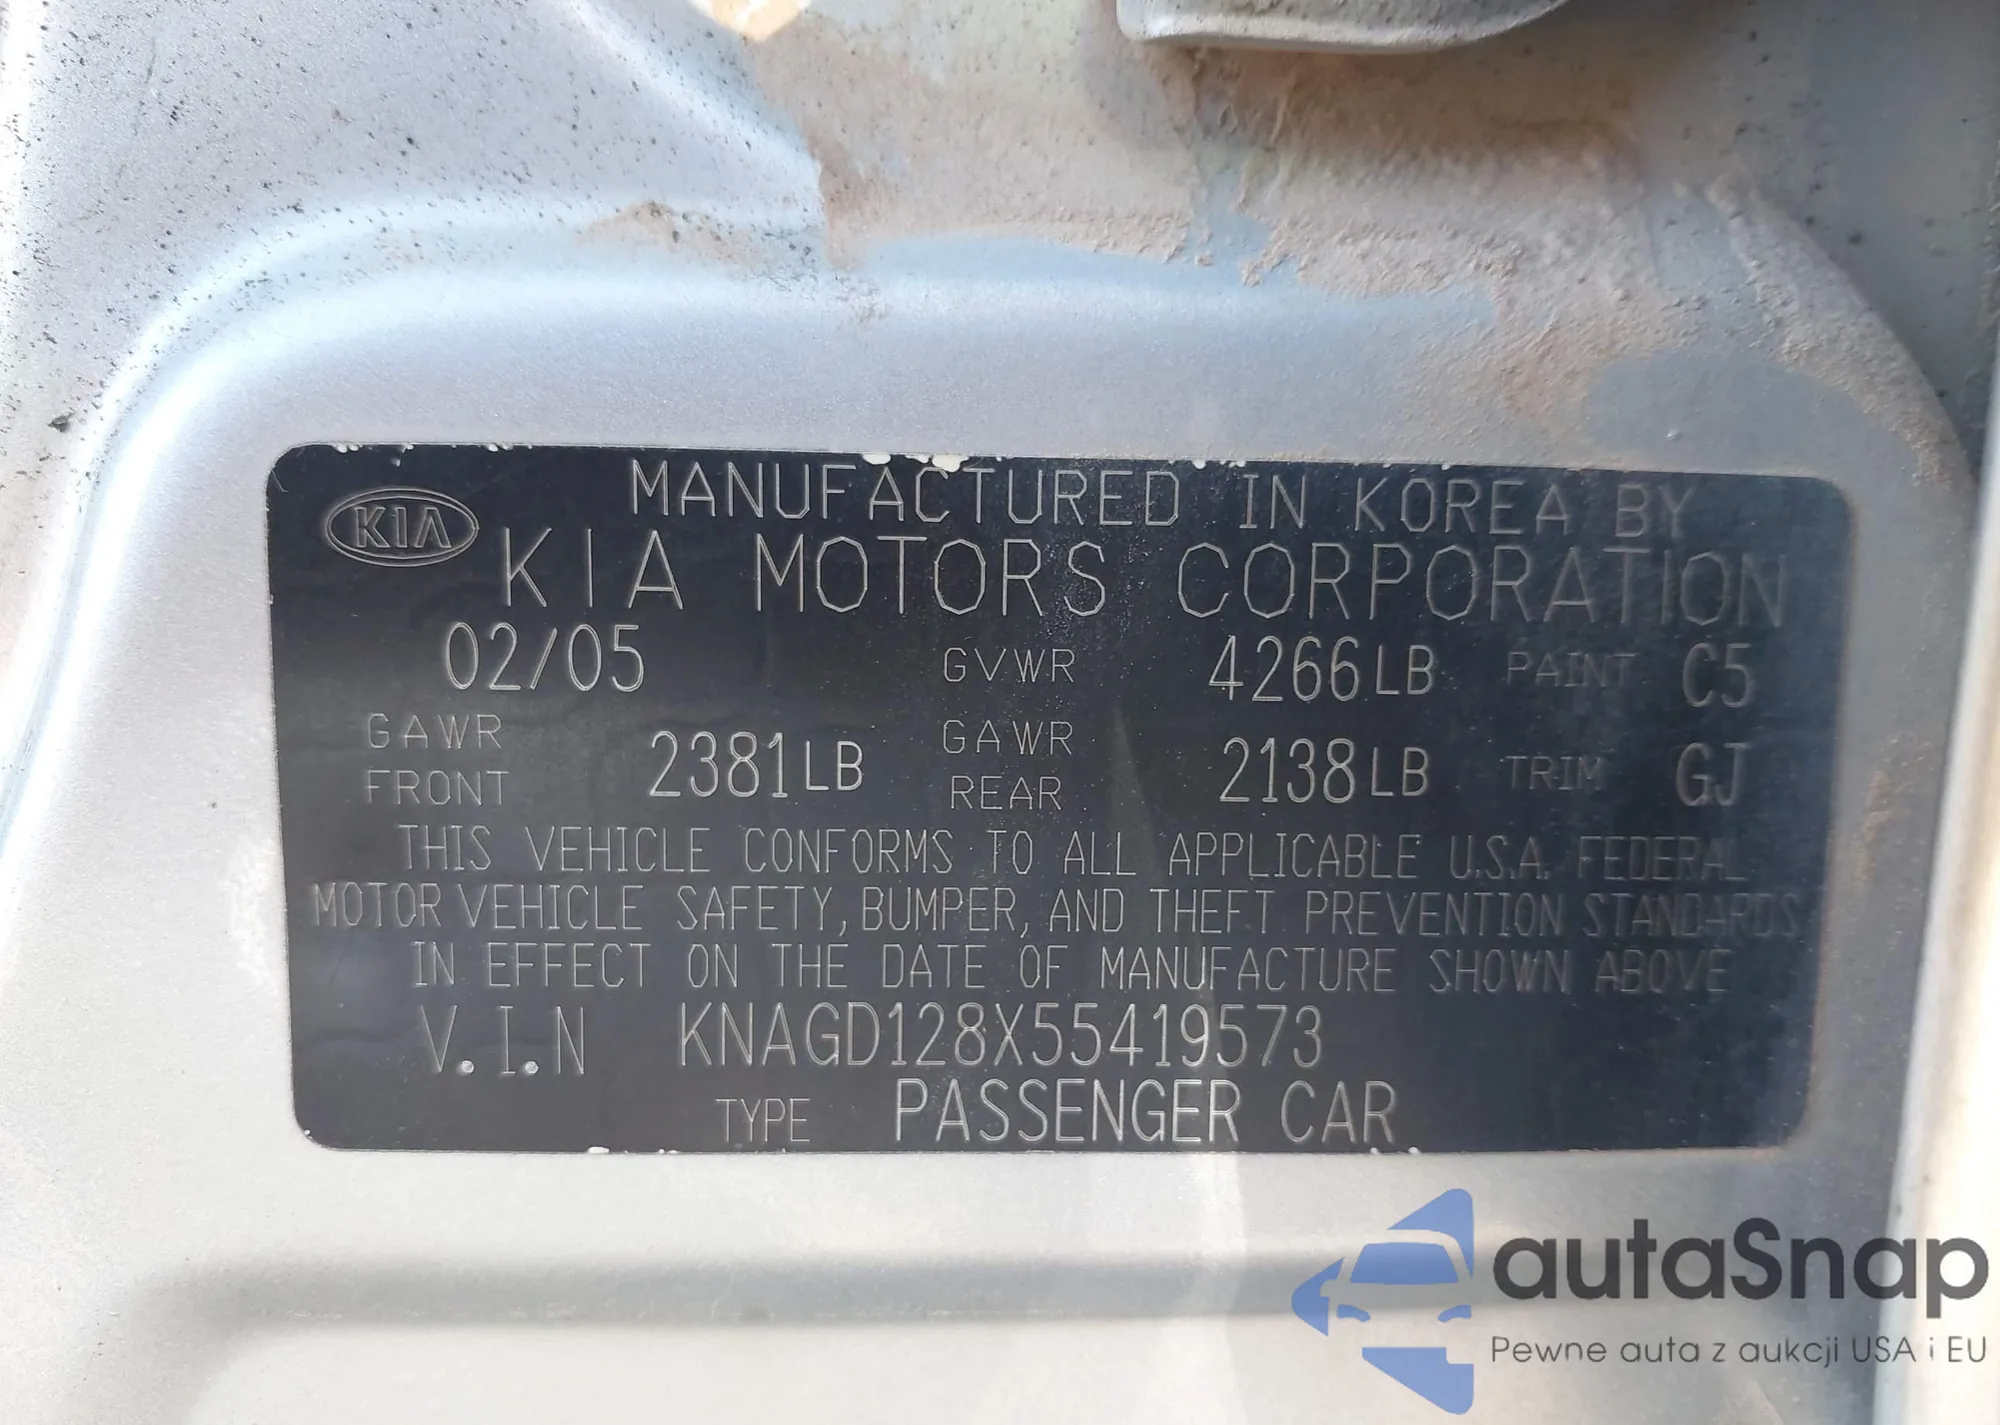 KIA
MANUFACTURED IN KOREA BY
KIA MOTORS CORPORATION
02/05 GVWR 4266LB PAINT C5
GAWR FRONT 2381LB GAWR REAR 2138LB TRIM GJ
THIS VEHICLE CONFORMS TO ALL APPLICABLE U.S.A. FEDERAL
MOTOR VEHICLE SAFETY, BUMPER, AND THEFT PREVENTION STANDARDS
IN EFFECT ON THE DATE OF MANUFACTURE SHOWN ABOVE
V.I.N KNAGD128X55419573
TYPE PASSENGER CAR
autaSnap
Pewne auta z aukcji USA i EU